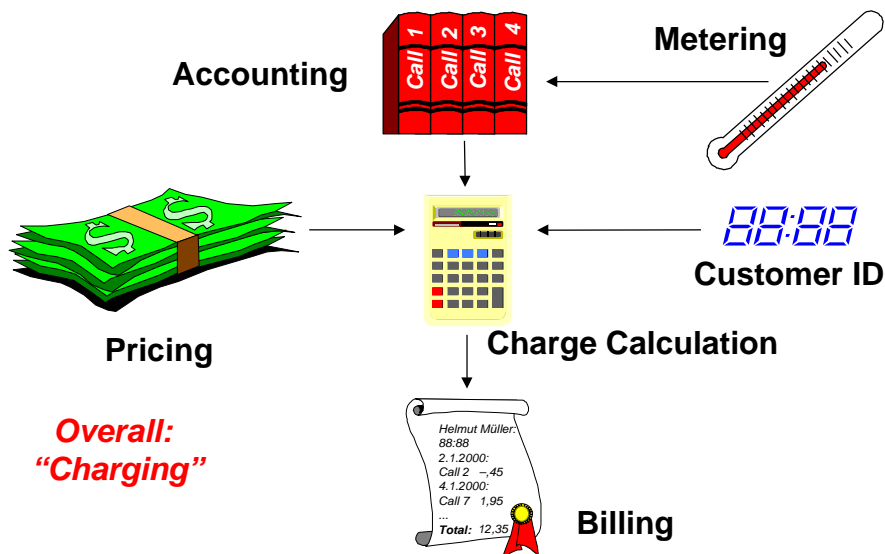 Accounting
Call 1
Call 2
Call 3
Call 4
Metering
$ $
88:88
Customer ID
Pricing
Charge Calculation
Overall:
“Charging”
Helmut Müller:
88:88
2.1.2000:
Call 2 –,45
4.1.2000:
Call 7 1,95
...
Total: 12,35
Billing